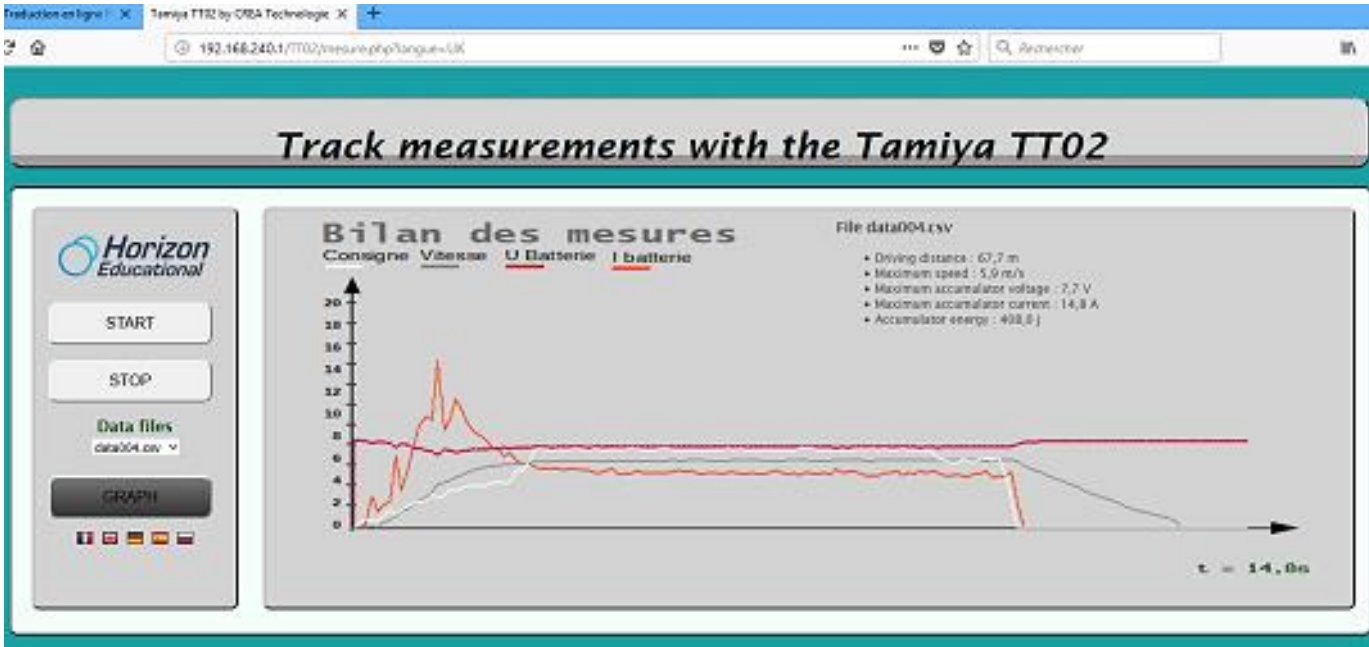 Traduction en ligne
Tamiya TT02 by CREA Technologie
192.168.240.1/TT02/mesure.php?langue=UK
Rechercher
Track measurements with the Tamiya TT02
Horizon
Educational
START
STOP
Data files
data004.csv
GRAPH
Bilan des mesures
Consigne Vitesse U Batterie I batterie
File data004.csv
• Driving distance : 67,7 m
• Maximum speed : 5,9 m/s
• Maximum accumulator voltage : 7,7 V
• Maximum accumulator current : 14,8 A
• Accumulator energy : 408,0 j
20
18
16
14
12
10
8
6
4
2
0
t = 14,0s